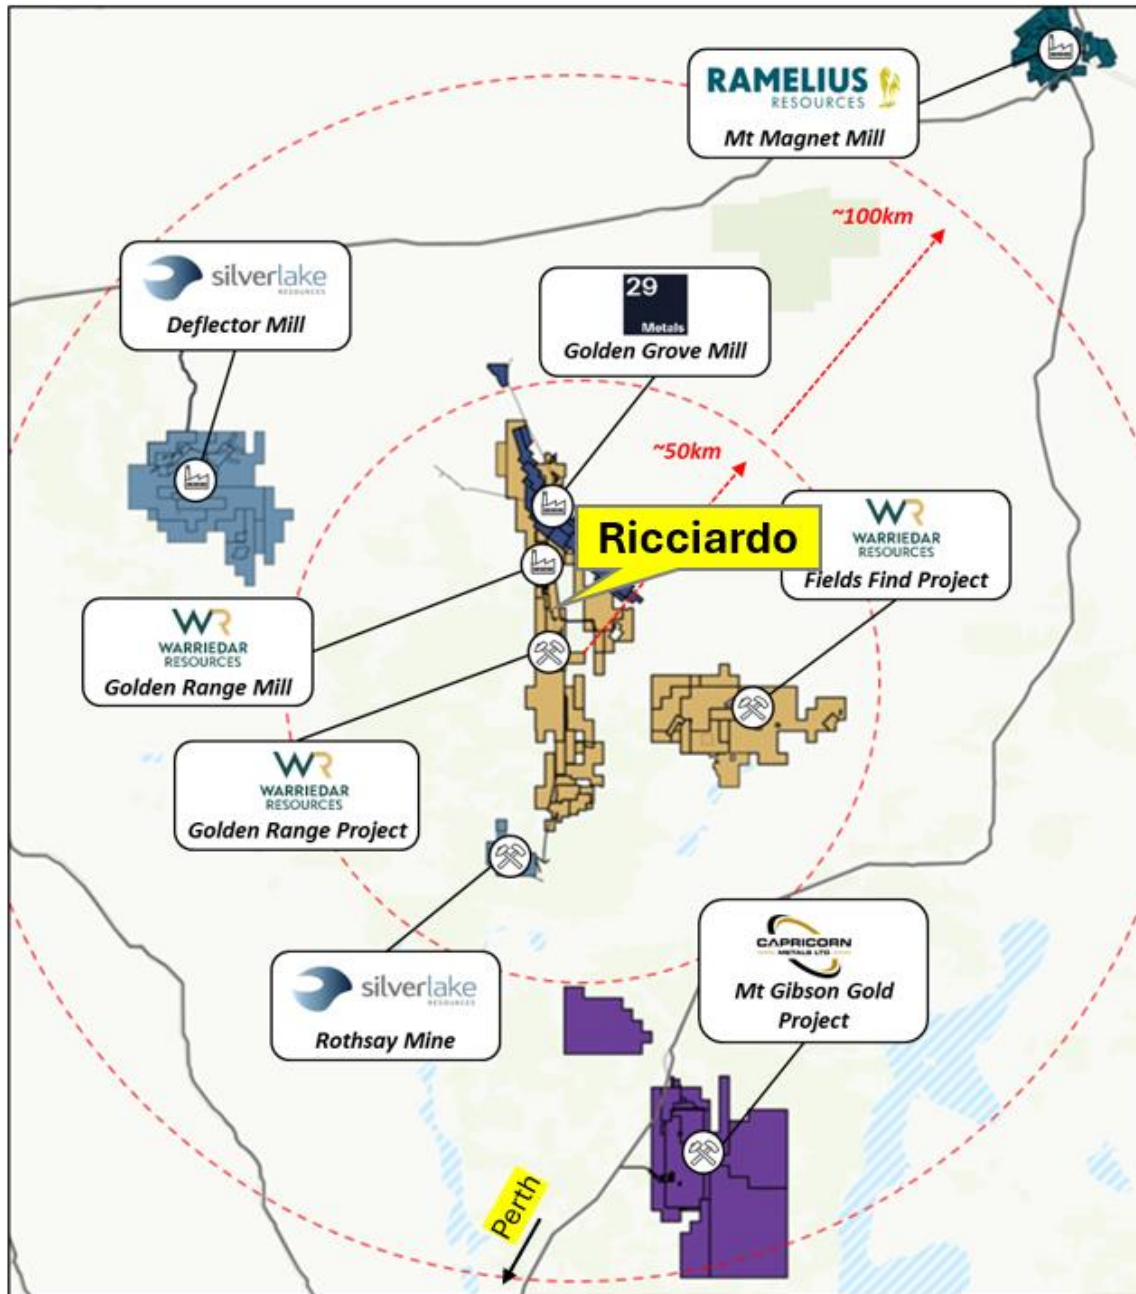 RAMELIUS
RESOURCES
Mt Magnet Mill
~100km
silverlake
RESOURCES
Deflector Mill
29
Metals
Golden Grove Mill
~50km
Ricciardo
WR
WARRIEDAR
RESOURCES
Fields Find Project
WR
WARRIEDAR
RESOURCES
Golden Range Mill
WR
WARRIEDAR
RESOURCES
Golden Range Project
silverlake
RESOURCES
Rothsay Mine
CAPRICORN
METALS LTD
Mt Gibson Gold
Project
Perth